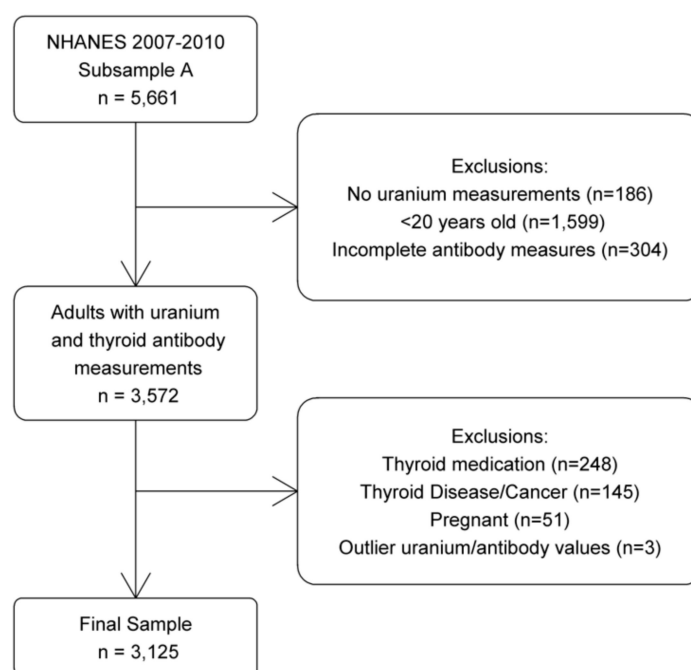 NHANES 2007-2010
Subsample A
n = 5,661
Exclusions:
No uranium measurements (n=186)
<20 years old (n=1,599)
Incomplete antibody measures (n=304)
Adults with uranium
and thyroid antibody
measurements
n = 3,572
Exclusions:
Thyroid medication (n=248)
Thyroid Disease/Cancer (n=145)
Pregnant (n=51)
Outlier uranium/antibody values (n=3)
Final Sample
n = 3,125